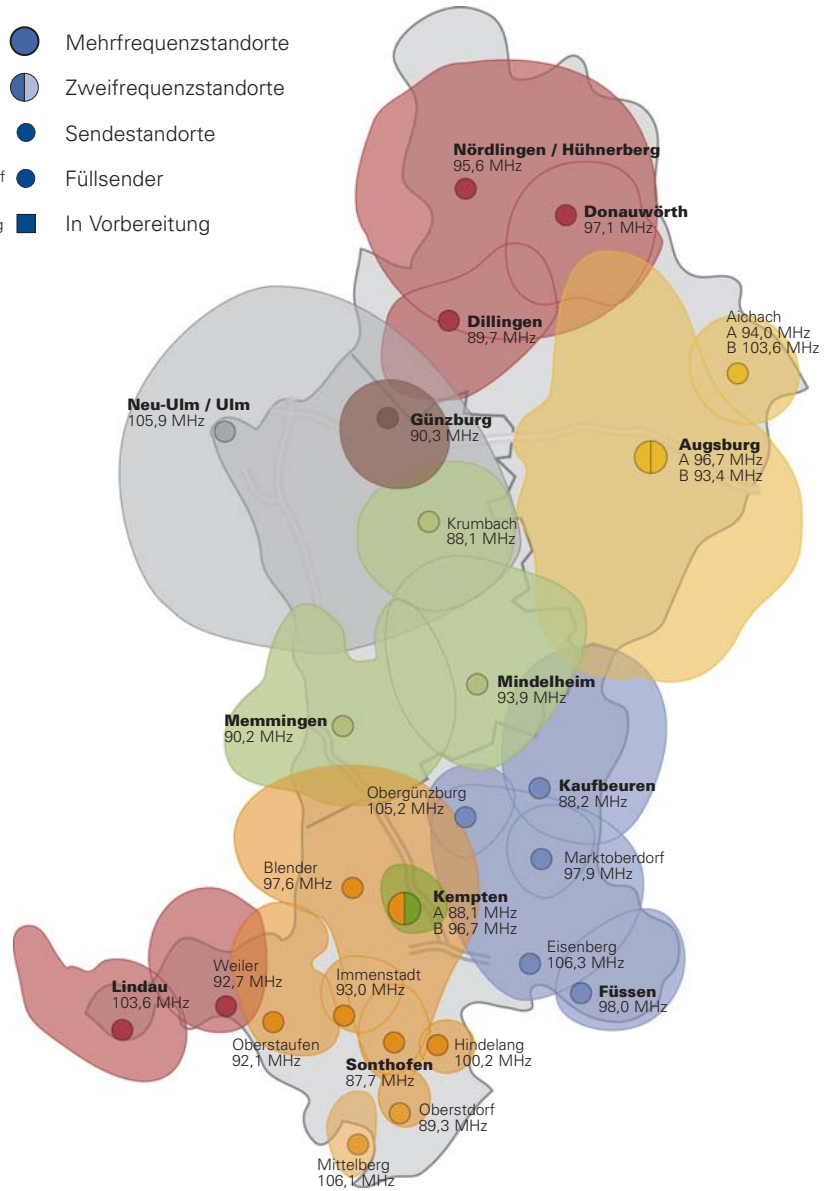 Mehrfrequenzstandorte
Zweifrequenzstandorte
Sendestandorte
f
Füllsender
g
In Vorbereitung
Nördlingen / Hühnerberg
95,6 MHz
Donauwörth
97,1 MHz
Dillingen
89,7 MHz
Aichach
A 94,0 MHz
B 103,6 MHz
Neu-Ulm / Ulm
105,9 MHz
Günzburg
90,3 MHz
Augsburg
A 96,7 MHz
B 93,4 MHz
Krumbach
88,1 MHz
Mindelheim
93,9 MHz
Memmingen
90,2 MHz
Kaufbeuren
88,2 MHz
Obergünzburg
105,2 MHz
Marktoberdorf
97,9 MHz
Blender
97,6 MHz
Kempten
A 88,1 MHz
B 96,7 MHz
Eisenberg
106,3 MHz
Füssen
98,0 MHz
Weiler
92,7 MHz
Immenstadt
93,0 MHz
Lindau
103,6 MHz
Oberstaufen
92,1 MHz
Sonthofen
87,7 MHz
Hindelang
100,2 MHz
Oberstdorf
89,3 MHz
Mittelberg
106,1 MHz